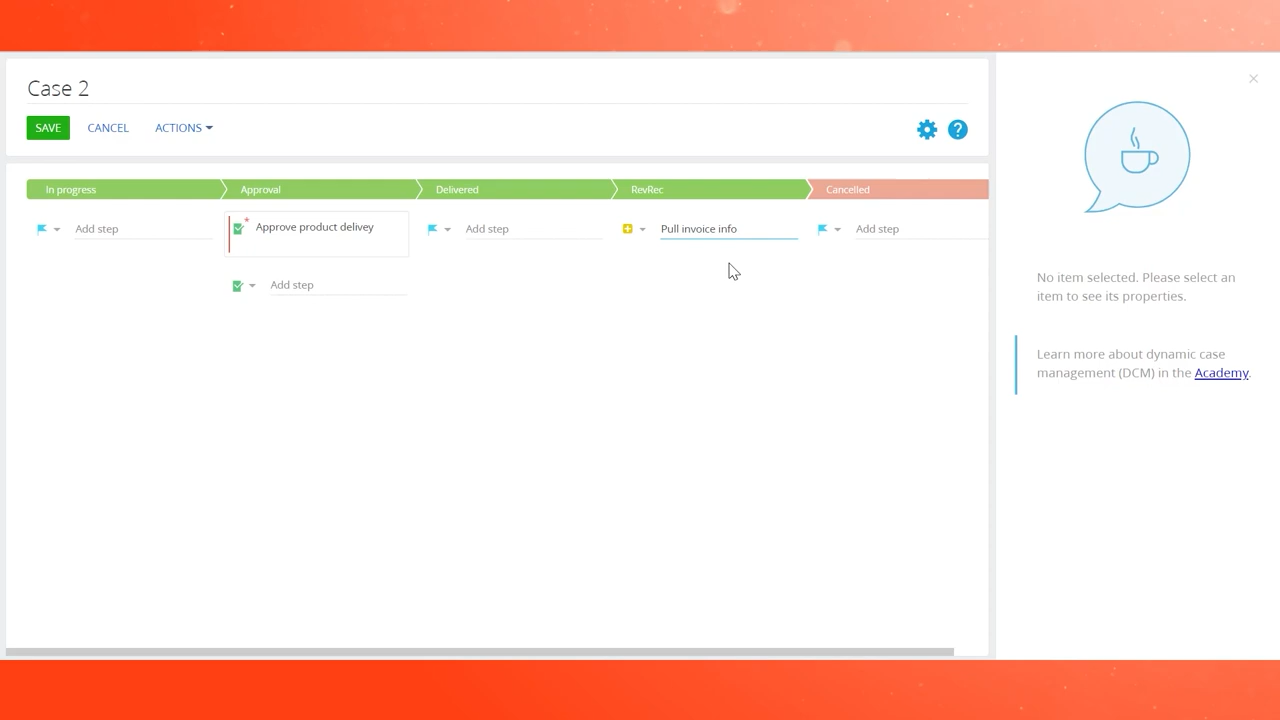 Case 2
SAVE
CANCEL
ACTIONS
?
In progress
Approval
Delivered
RevRec
Cancelled
Add step
* Approve product delivey
Add step
Pull invoice info
Add step
Add step
No item selected. Please select an
item to see its properties.
Learn more about dynamic case
management (DCM) in the Academy.